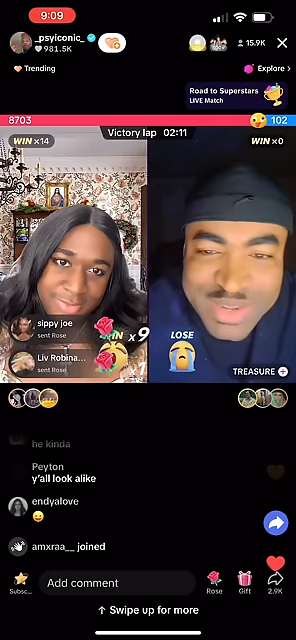 9:09
_psyiconic_
981.5K
15.9K
Trending
Explore >
Road to Superstars
LIVE Match
8703
102
WIN ×14
Victory lap 02:11
WIN ×0
sippy joe
sent Rose
WIN x9
LOSE
Liv Robina...
sent Rose
TREASURE
he kinda
Peyton
y'all look alike
endyalove
😜
amxraa__ joined
Subsc...
Add comment
Rose
Gift
2.9K
↑ Swipe up for more